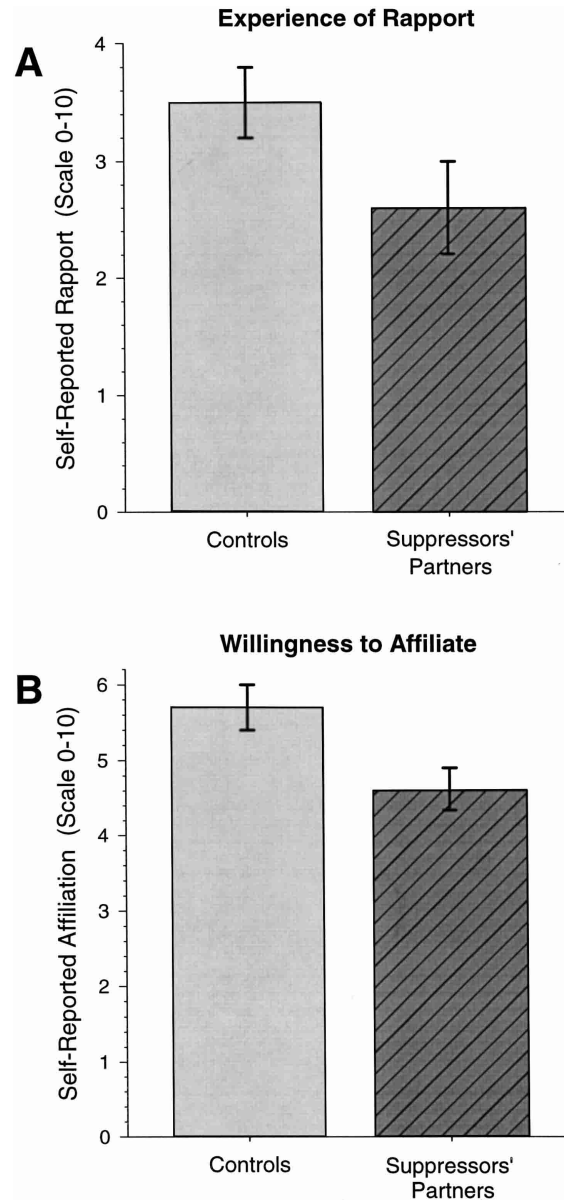 Experience of Rapport
A
Self-Reported Rapport (Scale 0-10)
4
3
2
1
0
Controls
Suppressors'
Partners
Willingness to Affiliate
B
Self-Reported Affiliation (Scale 0-10)
6
5
4
3
2
1
0
Controls
Suppressors'
Partners